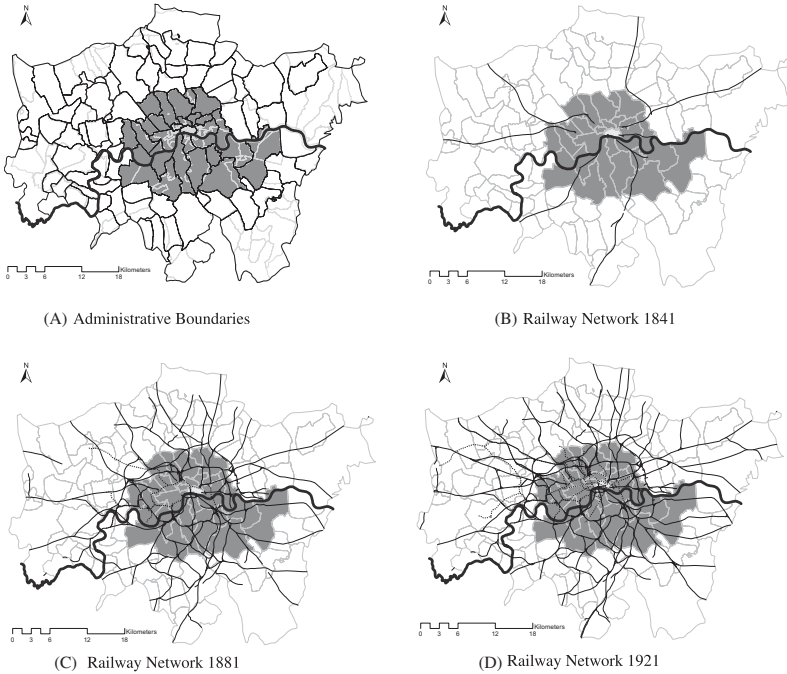 N
Kilometers
0 3 6 12 18
(A) Administrative Boundaries
N
Kilometers
0 3 6 12 18
(B) Railway Network 1841
N
Kilometers
0 3 6 12 18
(C) Railway Network 1881
N
Kilometers
0 3 6 12 18
(D) Railway Network 1921